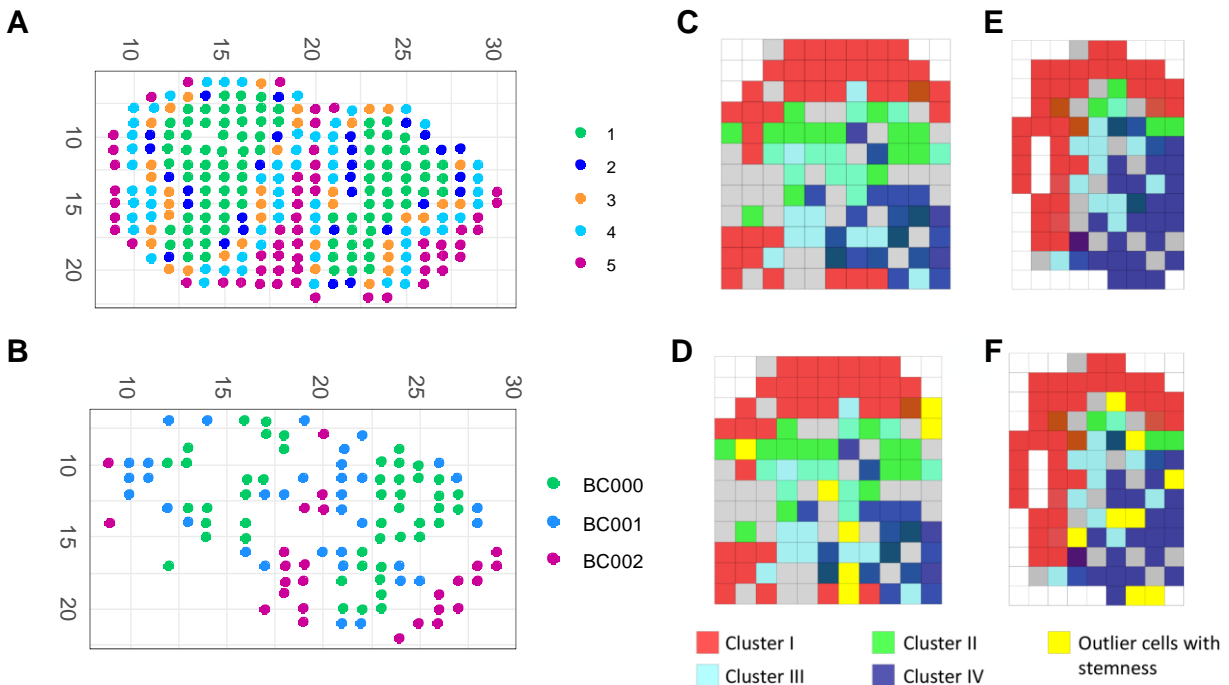 A
10 15 20 25 30
10
15
20
1
2
3
4
5
B
10 15 20 25 30
10
15
20
BC000
BC001
BC002
C
E
D
F
Cluster I
Cluster II
Outlier cells with
stemness
Cluster III
Cluster IV